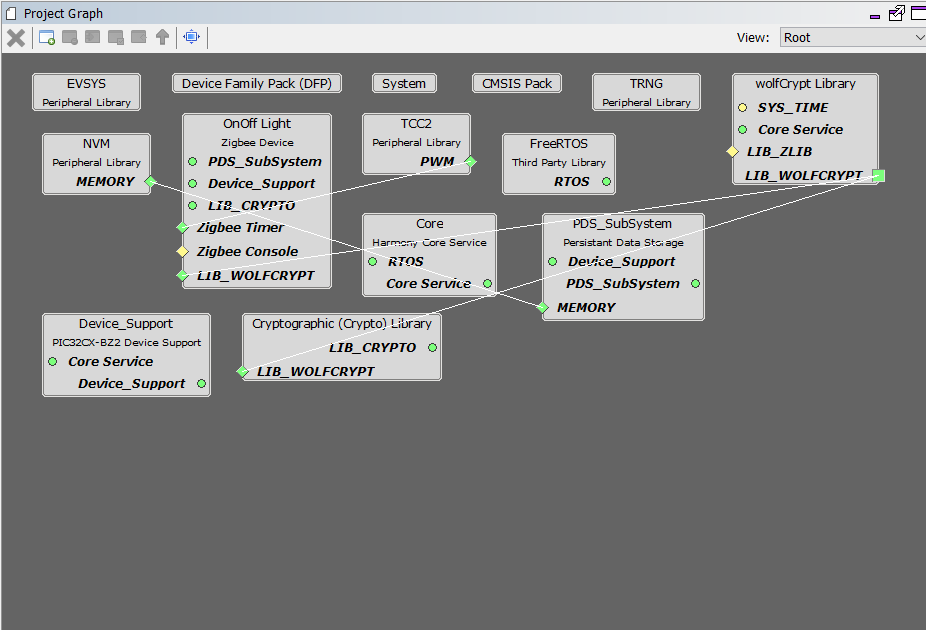 Project Graph
View:
Root
EVSYS
Peripheral Library
Device Family Pack (DFP)
System
CMSIS Pack
TRNG
Peripheral Library
wolfCrypt Library
SYS_TIME
Core Service
LIB_ZLIB
LIB_WOLFCRYPT
NVM
Peripheral Library
MEMORY
OnOff Light
Zigbee Device
PDS_SubSystem
Device_Support
LIB_CRYPTO
Zigbee Timer
Zigbee Console
LIB_WOLFCRYPT
TCC2
Peripheral Library
PWM
FreeRTOS
Third Party Library
RTOS
Core
Harmony Core Service
RTOS
Core Service
PDS_SubSystem
Persistant Data Storage
Device_Support
PDS_SubSystem
MEMORY
Device_Support
PIC32CX-BZ2 Device Support
Core Service
Device_Support
Cryptographic (Crypto) Library
LIB_CRYPTO
LIB_WOLFCRYPT